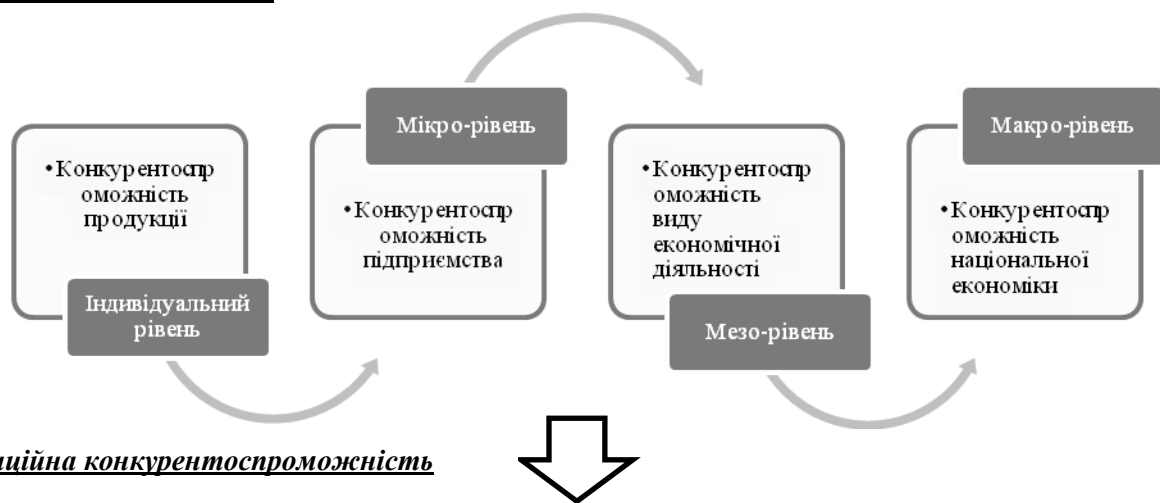 • Конкурентоспр
оможність
продукції
Індивідуальний
рівень
Мікро-рівень
• Конкурентоспр
оможність
підприємства
• Конкурентоспр
оможність
виду
економічної
діяльності
Мезо-рівень
Макро-рівень
• Конкурентоспр
оможність
національної
економіки
конкурентоспроможність